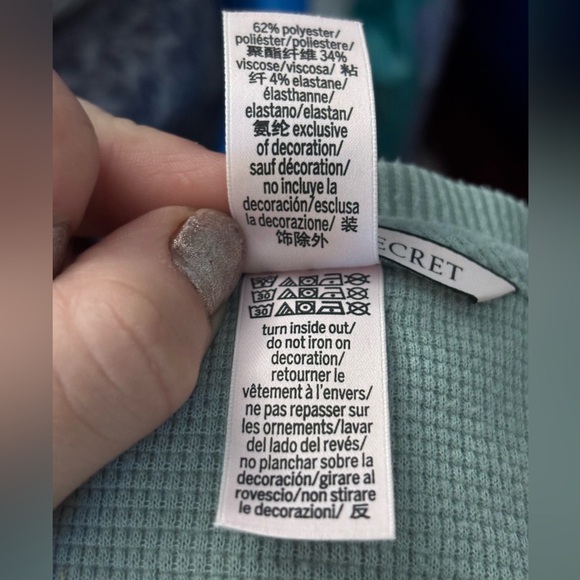 62% polyester/
poliéster/poliestere/
聚酯纤维 34%
viscose/viscosa/ 粘
纤 4% elastane/
élasthanne/
elastano/elastan/
氨纶 exclusive
of decoration/
sauf décoration/
no incluye la
decoración/esclusa
la decorazione/ 装
饰除外
ECRET
30
30
turn inside out/
do not iron on
decoration/
retourner le
vêtement à l'envers/
ne pas repasser sur
les ornements/lavar
del lado del revés/
no planchar sobre la
decoración/girare al
rovescio/non stirare
le decorazioni/ 反